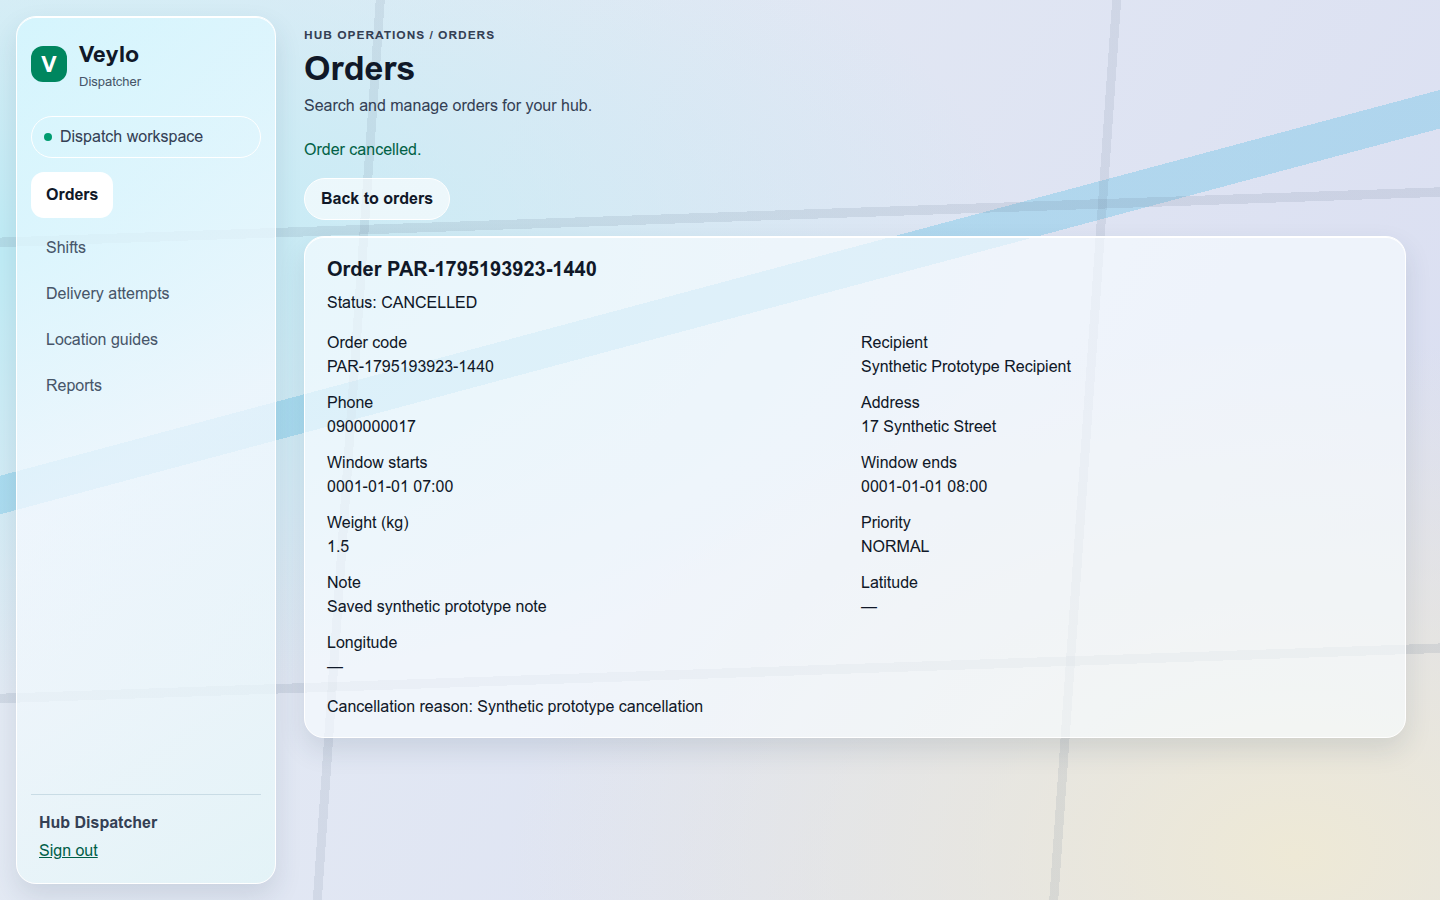 V
Veylo
Dispatcher
Dispatch workspace
Orders
Shifts
Delivery attempts
Location guides
Reports
Hub Dispatcher
Sign out
HUB OPERATIONS / ORDERS
Orders
Search and manage orders for your hub.
Order cancelled.
Back to orders
Order PAR-1795193923-1440
Status: CANCELLED
Order code
PAR-1795193923-1440
Recipient
Synthetic Prototype Recipient
Phone
0900000017
Address
17 Synthetic Street
Window starts
0001-01-01 07:00
Window ends
0001-01-01 08:00
Weight (kg)
1.5
Priority
NORMAL
Note
Saved synthetic prototype note
Latitude
—
Longitude
—
Cancellation reason: Synthetic prototype cancellation